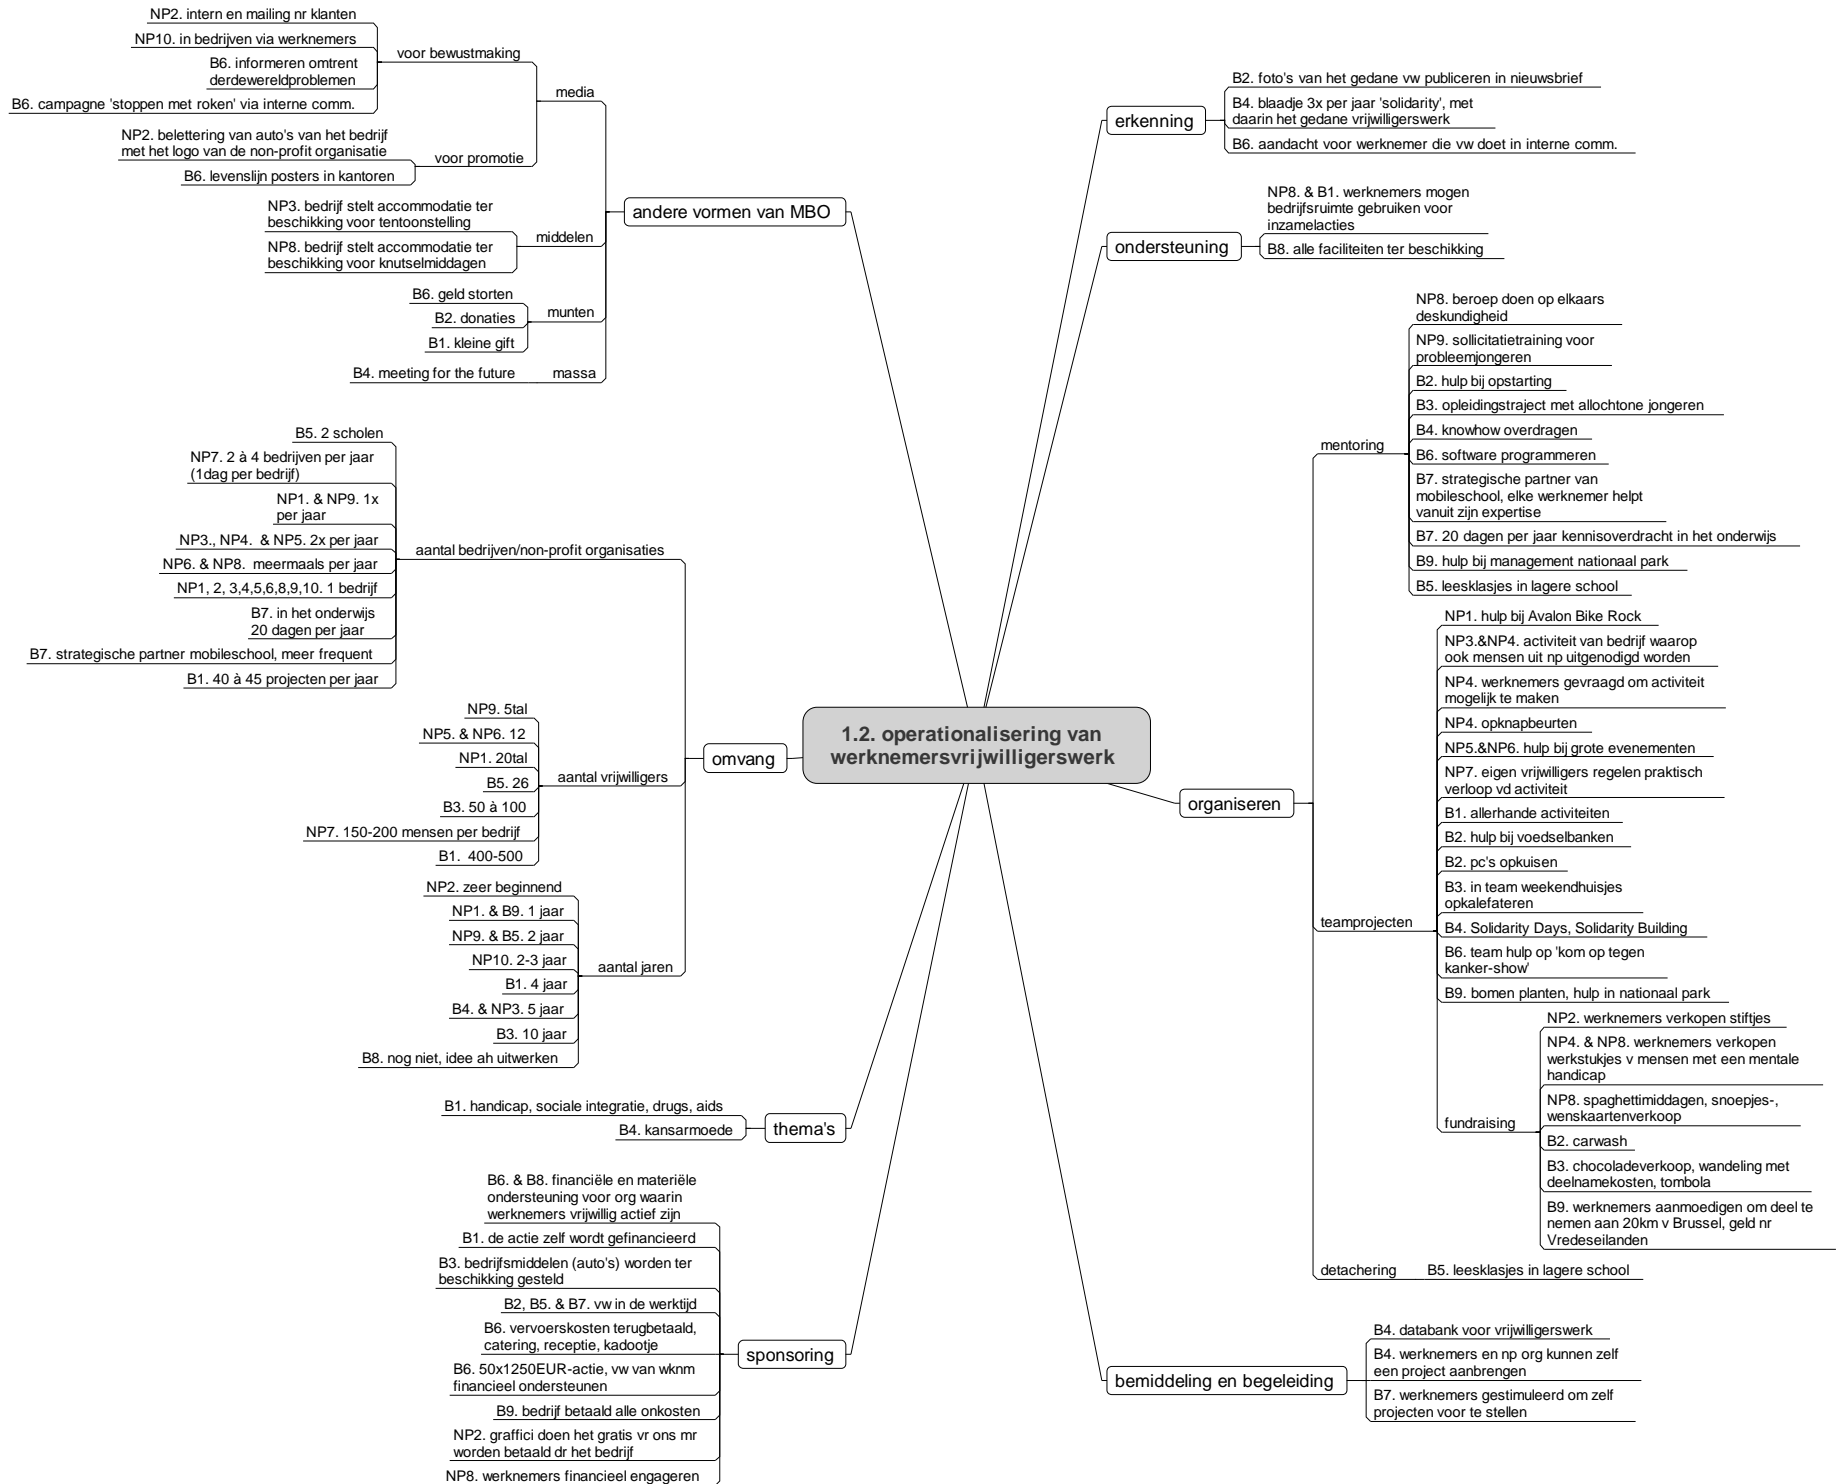 NP2. intern en mailing nr klanten
NP10. in bedrijven via werknemers
B6. informeren omtrent
derdewereldproblemen
B6. campagne 'stoppen met roken' via interne comm.
voor bewustmaking
NP2. belettering van auto's van het bedrijf
met het logo van de non-profit organisatie
B6. levenslijn posters in kantoren
voor promotie
media
NP3. bedrijf stelt accommodatie ter
beschikking voor tentoonstelling
NP8. bedrijf stelt accommodatie ter
beschikking voor knutselmiddagen
middelen
B6. geld storten
B2. donaties
B1. kleine gift
munten
B4. meeting for the future
massa
andere vormen van MBO
B5. 2 scholen
NP7. 2 à 4 bedrijven per jaar
(1dag per bedrijf)
NP1. & NP9. 1x
per jaar
NP3., NP4.  & NP5. 2x per jaar
NP6. & NP8.  meermaals per jaar
NP1, 2, 3,4,5,6,8,9,10. 1 bedrijf
B7. in het onderwijs
20 dagen per jaar
B7. strategische partner mobileschool, meer frequent
B1. 40 à 45 projecten per jaar
aantal bedrijven/non-profit organisaties
NP9. 5tal
NP5. & NP6. 12
NP1. 20tal
B5. 26
B3. 50 à 100
NP7. 150-200 mensen per bedrijf
B1.  400-500
aantal vrijwilligers
NP2. zeer beginnend
NP1. & B9. 1 jaar
NP9. & B5. 2 jaar
NP10. 2-3 jaar
B1. 4 jaar
B4. & NP3. 5 jaar
B3. 10 jaar
B8. nog niet, idee ah uitwerken
aantal jaren
omvang
B1. handicap, sociale integratie, drugs, aids
B4. kansarmoede
thema's
B6. & B8. financiële en materiële
ondersteuning voor org waarin
werknemers vrijwillig actief zijn
B1. de actie zelf wordt gefinancieerd
B3. bedrijfsmiddelen (auto's) worden ter
beschikking gesteld
B2, B5. & B7. vw in de werktijd
B6. vervoerskosten terugbetaald,
catering, receptie, kadootje
B6. 50x1250EUR-actie, vw van wknm
financieel ondersteunen
B9. bedrijf betaald alle onkosten
NP2. graffici doen het gratis vr ons mr
worden betaald dr het bedrijf
NP8. werknemers financieel engageren
sponsoring
1.2. operationalisering van
werknemersvrijwilligerswerk
erkenning
B2. foto's van het gedane vw publiceren in nieuwsbrief
B4. blaadje 3x per jaar 'solidarity', met
daarin het gedane vrijwilligerswerk
B6. aandacht voor werknemer die vw doet in interne comm.
ondersteuning
NP8. & B1. werknemers mogen
bedrijfsruimte gebruiken voor
inzamelacties
B8. alle faciliteiten ter beschikking
organiseren
mentoring
NP8. beroep doen op elkaars
deskundigheid
NP9. sollicitatietraining voor
probleemjongeren
B2. hulp bij opstarting
B3. opleidingstraject met allochtone jongeren
B4. knowhow overdragen
B6. software programmeren
B7. strategische partner van
mobileschool, elke werknemer helpt
vanuit zijn expertise
B7. 20 dagen per jaar kennisoverdracht in het onderwijs
B9. hulp bij management nationaal park
B5. leesklasjes in lagere school
teamprojecten
NP1. hulp bij Avalon Bike Rock
NP3.&NP4. activiteit van bedrijf waarop
ook mensen uit np uitgenodigd worden
NP4. werknemers gevraagd om activiteit
mogelijk te maken
NP4. opknapbeurten
NP5.&NP6. hulp bij grote evenementen
NP7. eigen vrijwilligers regelen praktisch
verloop vd activiteit
B1. allerhande activiteiten
B2. hulp bij voedselbanken
B2. pc's opkuisen
B3. in team weekendhuisjes
opkalefateren
B4. Solidarity Days, Solidarity Building
B6. team hulp op 'kom op tegen
kanker-show'
B9. bomen planten, hulp in nationaal park
fundraising
NP2. werknemers verkopen stiftjes
NP4. & NP8. werknemers verkopen
werkstukjes v mensen met een mentale
handicap
NP8. spaghettimiddagen, snoepjes-,
wenskaartenverkoop
B2. carwash
B3. chocoladeverkoop, wandeling met
deelnamekosten, tombola
B9. werknemers aanmoedigen om deel te
nemen aan 20km v Brussel, geld nr
Vredeseilanden
detachering
B5. leesklasjes in lagere school
bemiddeling en begeleiding
B4. databank voor vrijwilligerswerk
B4. werknemers en np org kunnen zelf
een project aanbrengen
B7. werknemers gestimuleerd om zelf
projecten voor te stellen